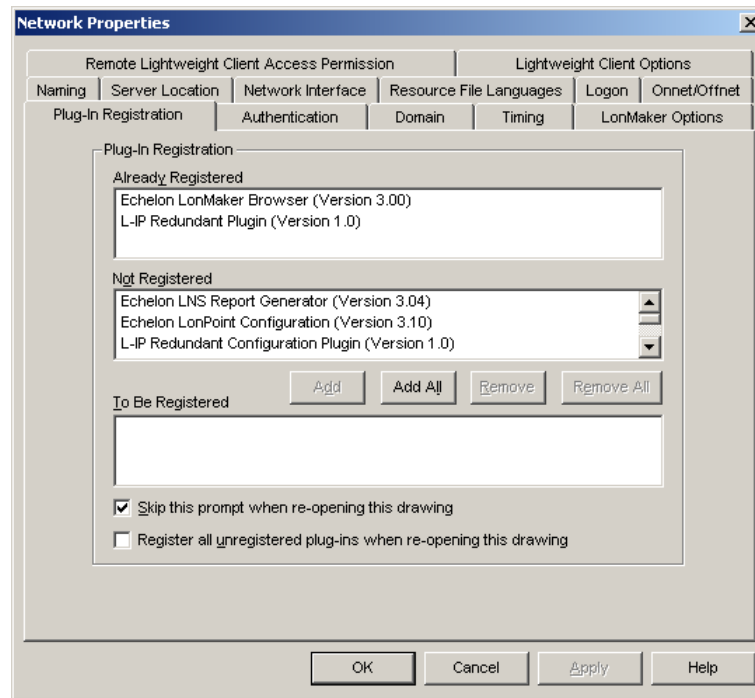 Network Properties
Remote Lightweight Client Access Permission Lightweight Client Options
Naming Server Location Network Interface Resource File Languages Logon Onnet/Offnet
Plug-In Registration Authentication Domain Timing LonMaker Options
Plug-In Registration
Already Registered
Echelon LonMaker Browser (Version 3.00)
L-IP Redundant Plugin (Version 1.0)
Not Registered
Echelon LNS Report Generator (Version 3.04)
Echelon LonPoint Configuration (Version 3.10)
L-IP Redundant Configuration Plugin (Version 1.0)
Add Add All Remove Remove All
To Be Registered
Skip this prompt when re-opening this drawing
Register all unregistered plug-ins when re-opening this drawing
OK Cancel Apply Help